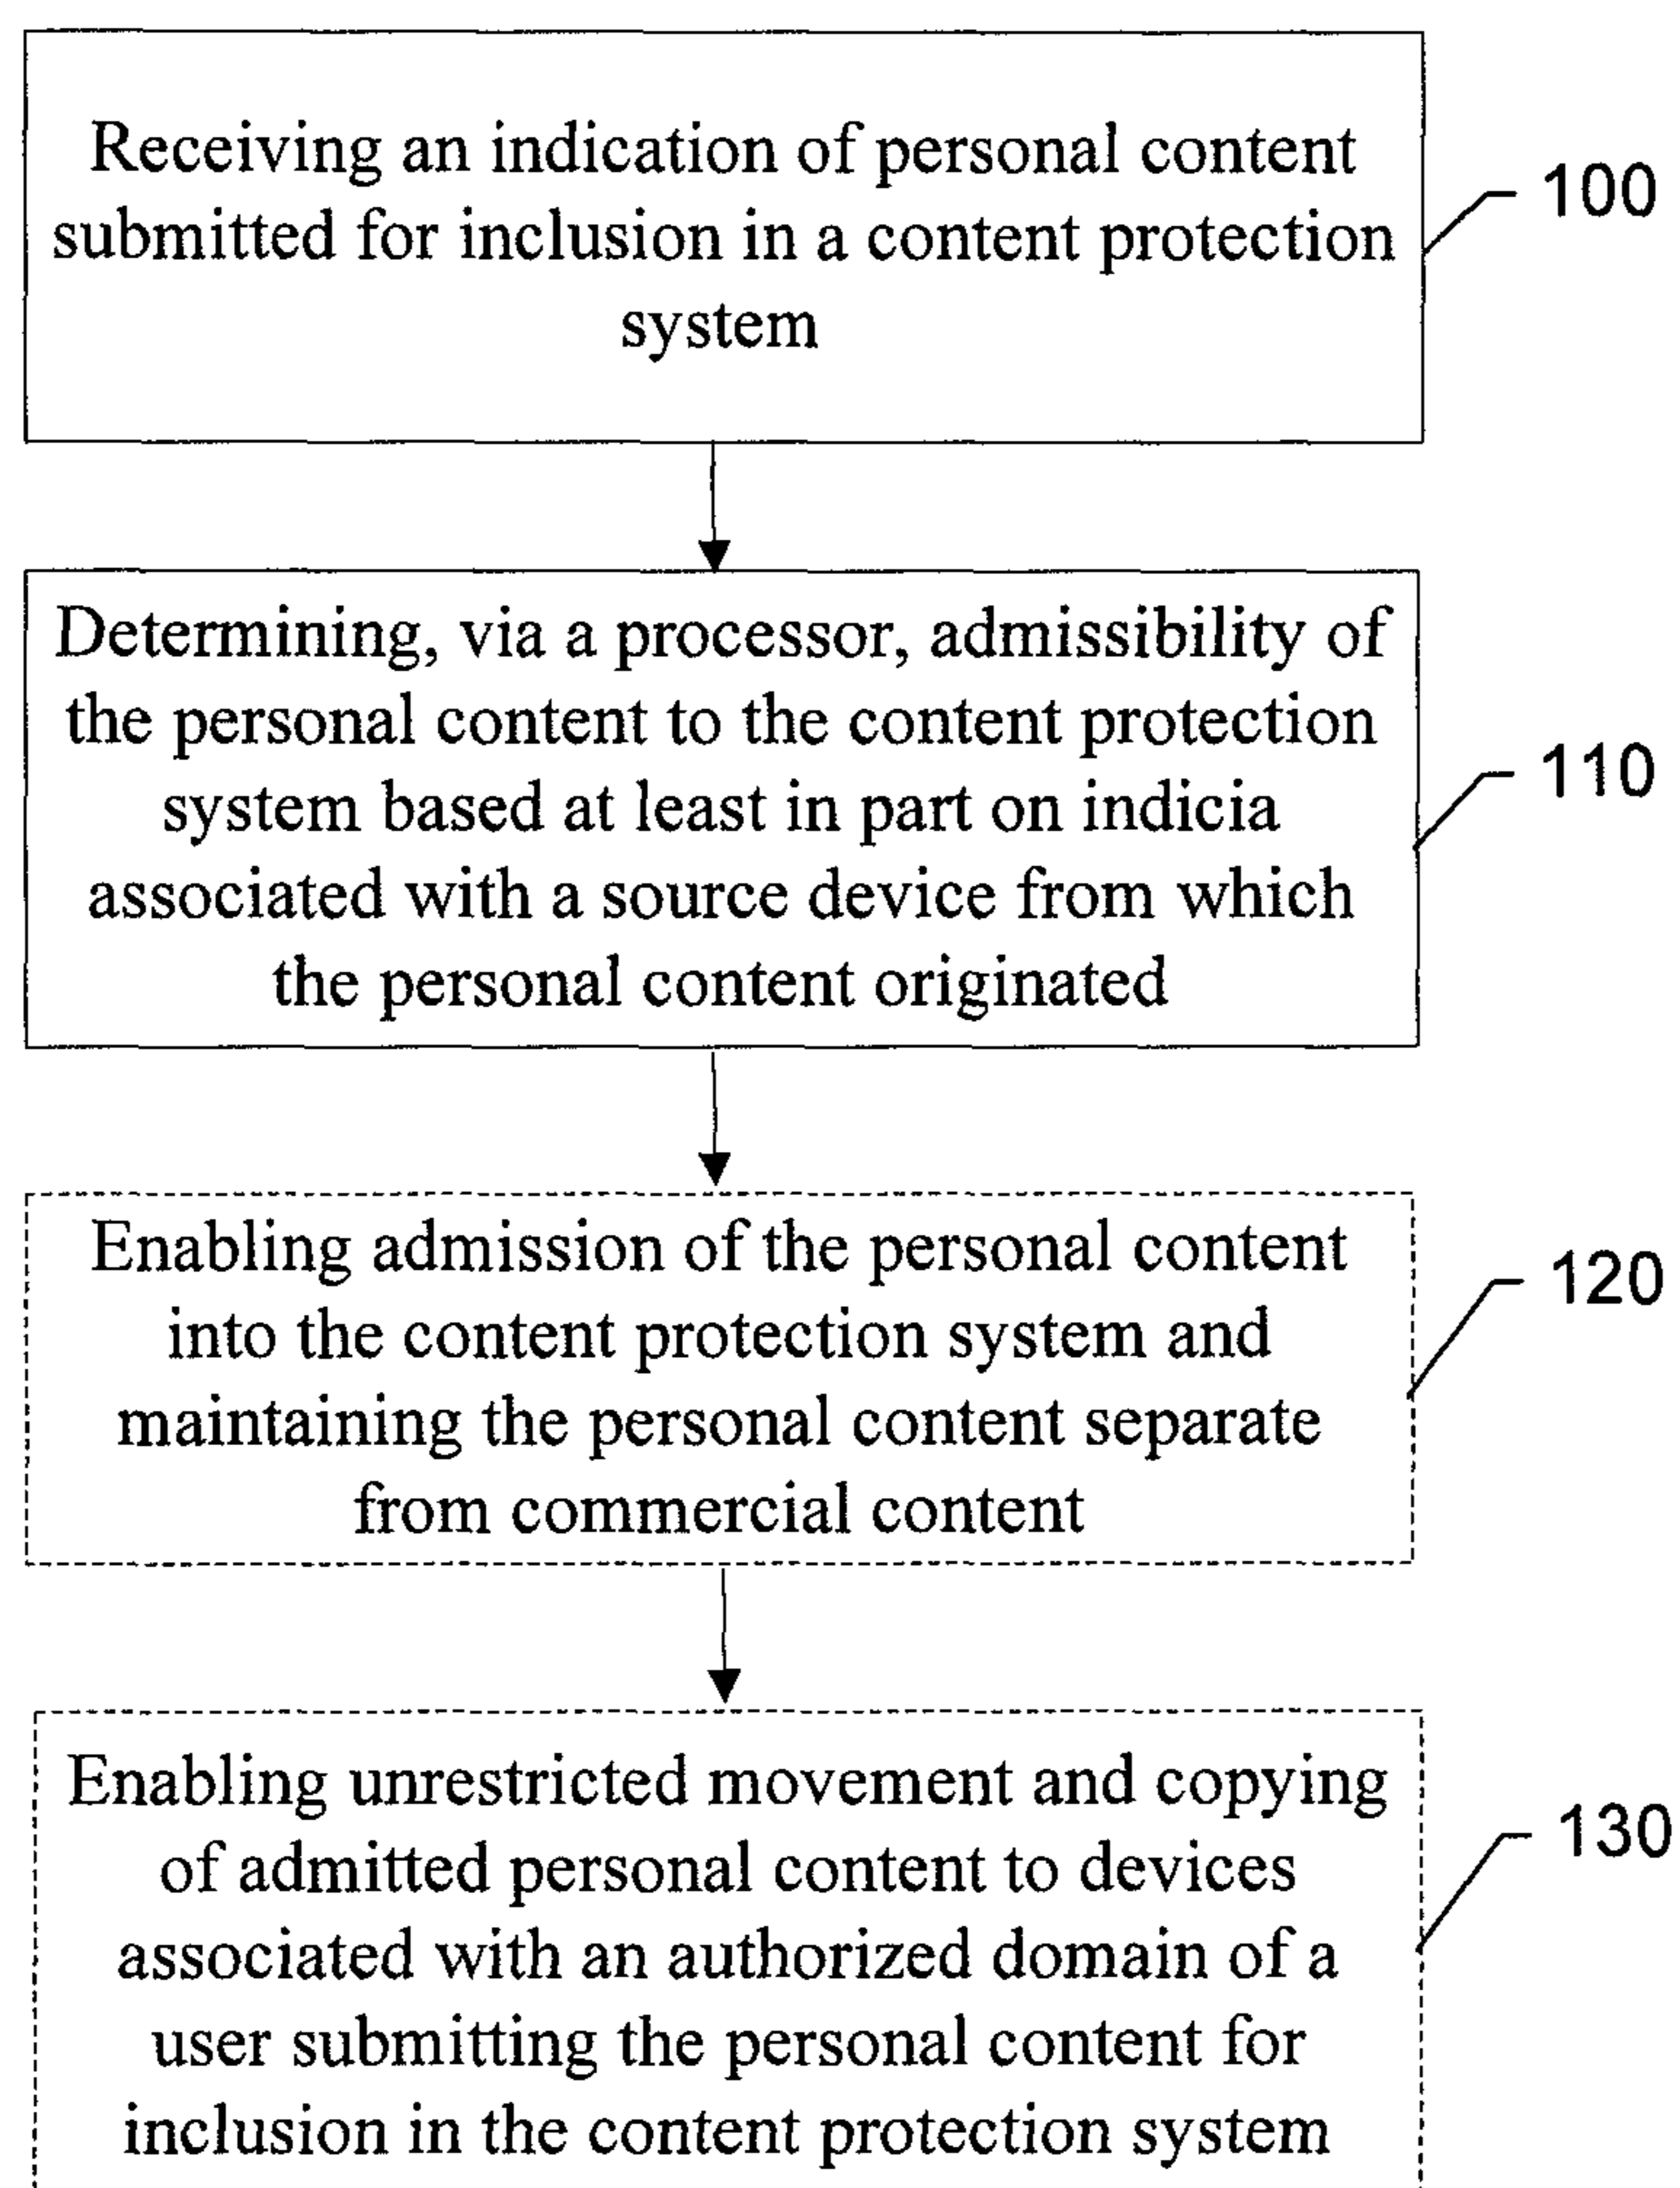 Receiving an indication of personal content
submitted for inclusion in a content protection
system
100
Determining, via a processor, admissibility of
the personal content to the content protection
system based at least in part on indicia
associated with a source device from which
the personal content originated
110
Enabling admission of the personal content
into the content protection system and
maintaining the personal content separate
from commercial content
120
Enabling unrestricted movement and copying
of admitted personal content to devices
associated with an authorized domain of a
user submitting the personal content for
inclusion in the content protection system
130